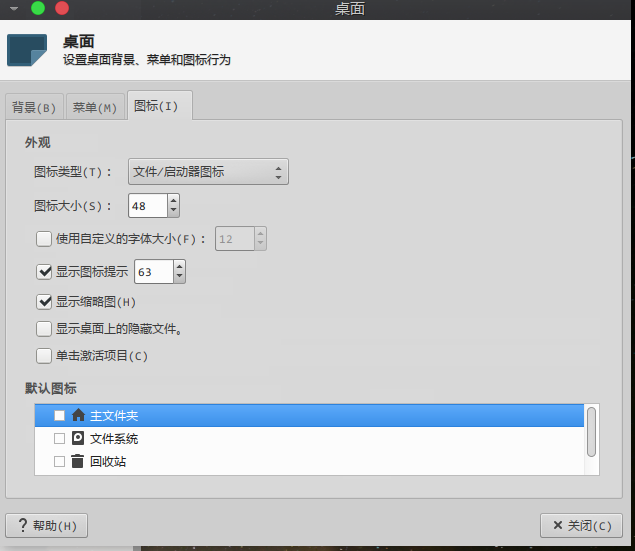 桌面
桌面
设置桌面背景、菜单和图标行为
背景(B) 菜单(M) 图标(I)
外观
图标类型(T)： 文件/启动器图标
图标大小(S)： 48
使用自定义的字体大小(F)： 12
显示图标提示 63
显示缩略图(H)
显示桌面上的隐藏文件。
单击激活项目(C)
默认图标
主文件夹
文件系统
回收站
帮助(H) 关闭(C)